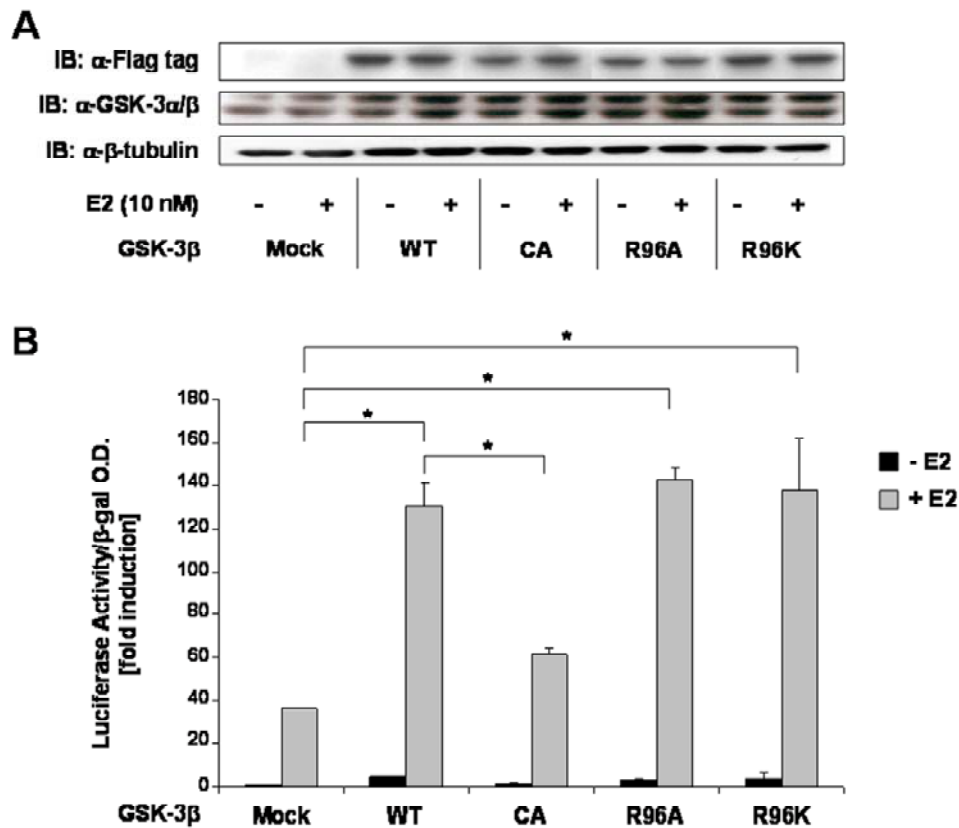 A
IB: α-Flag tag
IB: α-GSK-3α/β
IB: α-β-tubulin
E2 (10 nM) - + - + - + - + - +
GSK-3β Mock WT CA R96A R96K
B
*
*
*
*
180
160
140
120
100
80
60
40
20
0
Luciferase Activity/β-gal O.D.
[fold induction]
- E2
+ E2
GSK-3β Mock WT CA R96A R96K